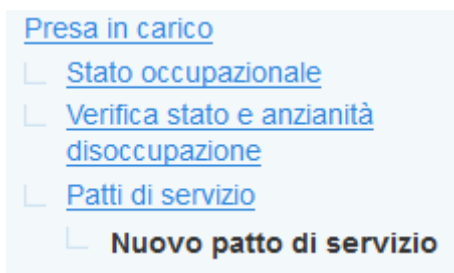 Presa in carico
Stato occupazionale
Verifica stato e anzianità
disoccupazione
Patti di servizio
Nuovo patto di servizio